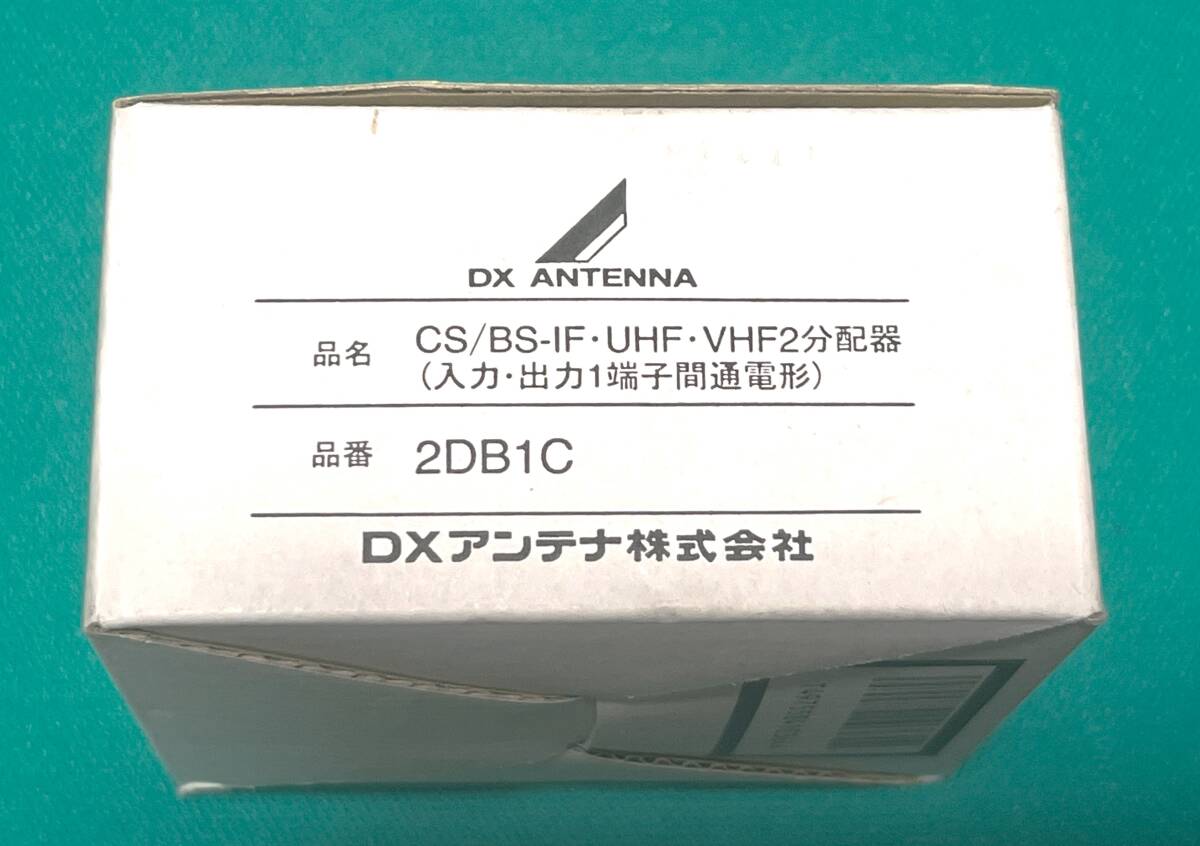 DX ANTENNA
品名 CS/BS-IF・UHF・VHF2分配器
(入力・出力1端子間通電形)
品番 2DB1C
DXアンテナ株式会社